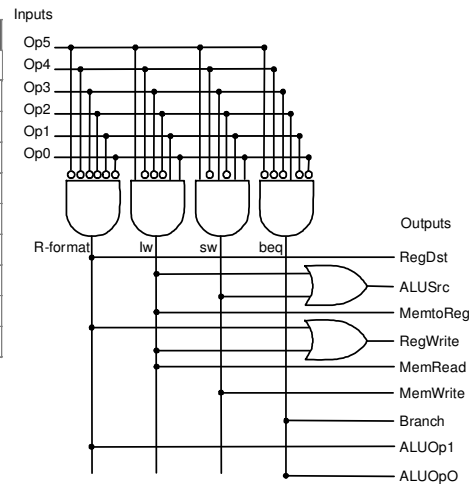 Inputs
Op5
Op4
Op3
Op2
Op1
Op0
R-format lw sw beq
Outputs
RegDst
ALUSrc
MemtoReg
RegWrite
MemRead
MemWrite
Branch
ALUOp1
ALUOpO